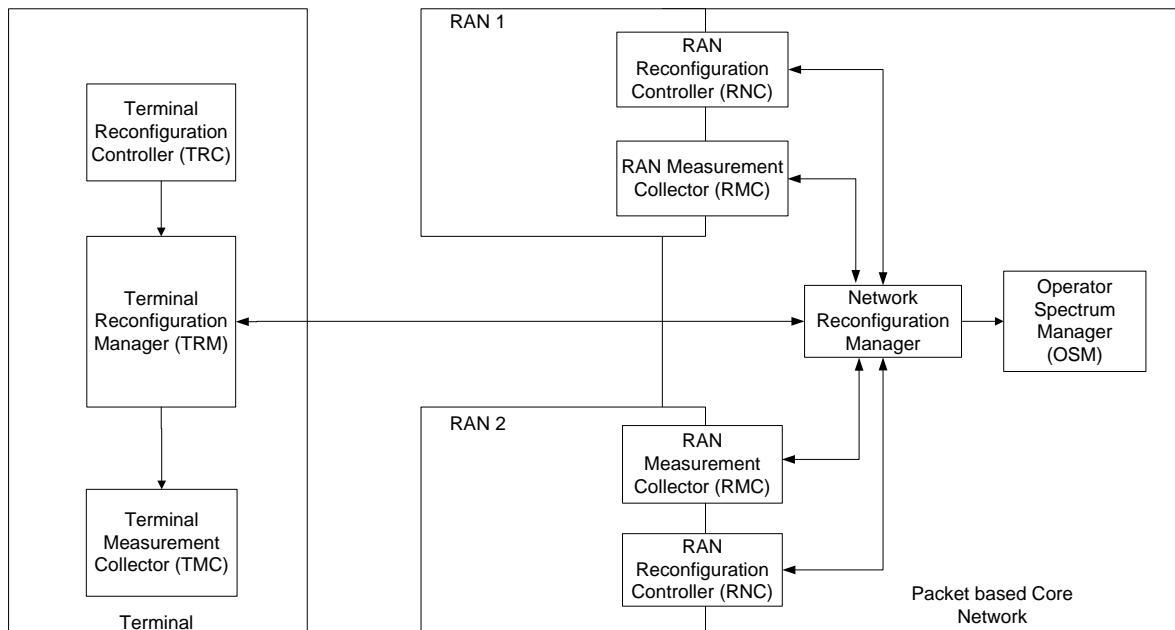 Terminal
Reconfiguration
Controller (TRC)
Terminal
Reconfiguration
Manager (TRM)
Terminal
Measurement
Collector (TMC)
Terminal
RAN 1
RAN
Reconfiguration
Controller (RNC)
RAN Measurement
Collector (RMC)
Network
Reconfiguration
Manager
Operator
Spectrum
Manager
(OSM)
RAN 2
RAN
Measurement
Collector (RMC)
RAN
Reconfiguration
Controller (RNC)
Packet based Core
Network